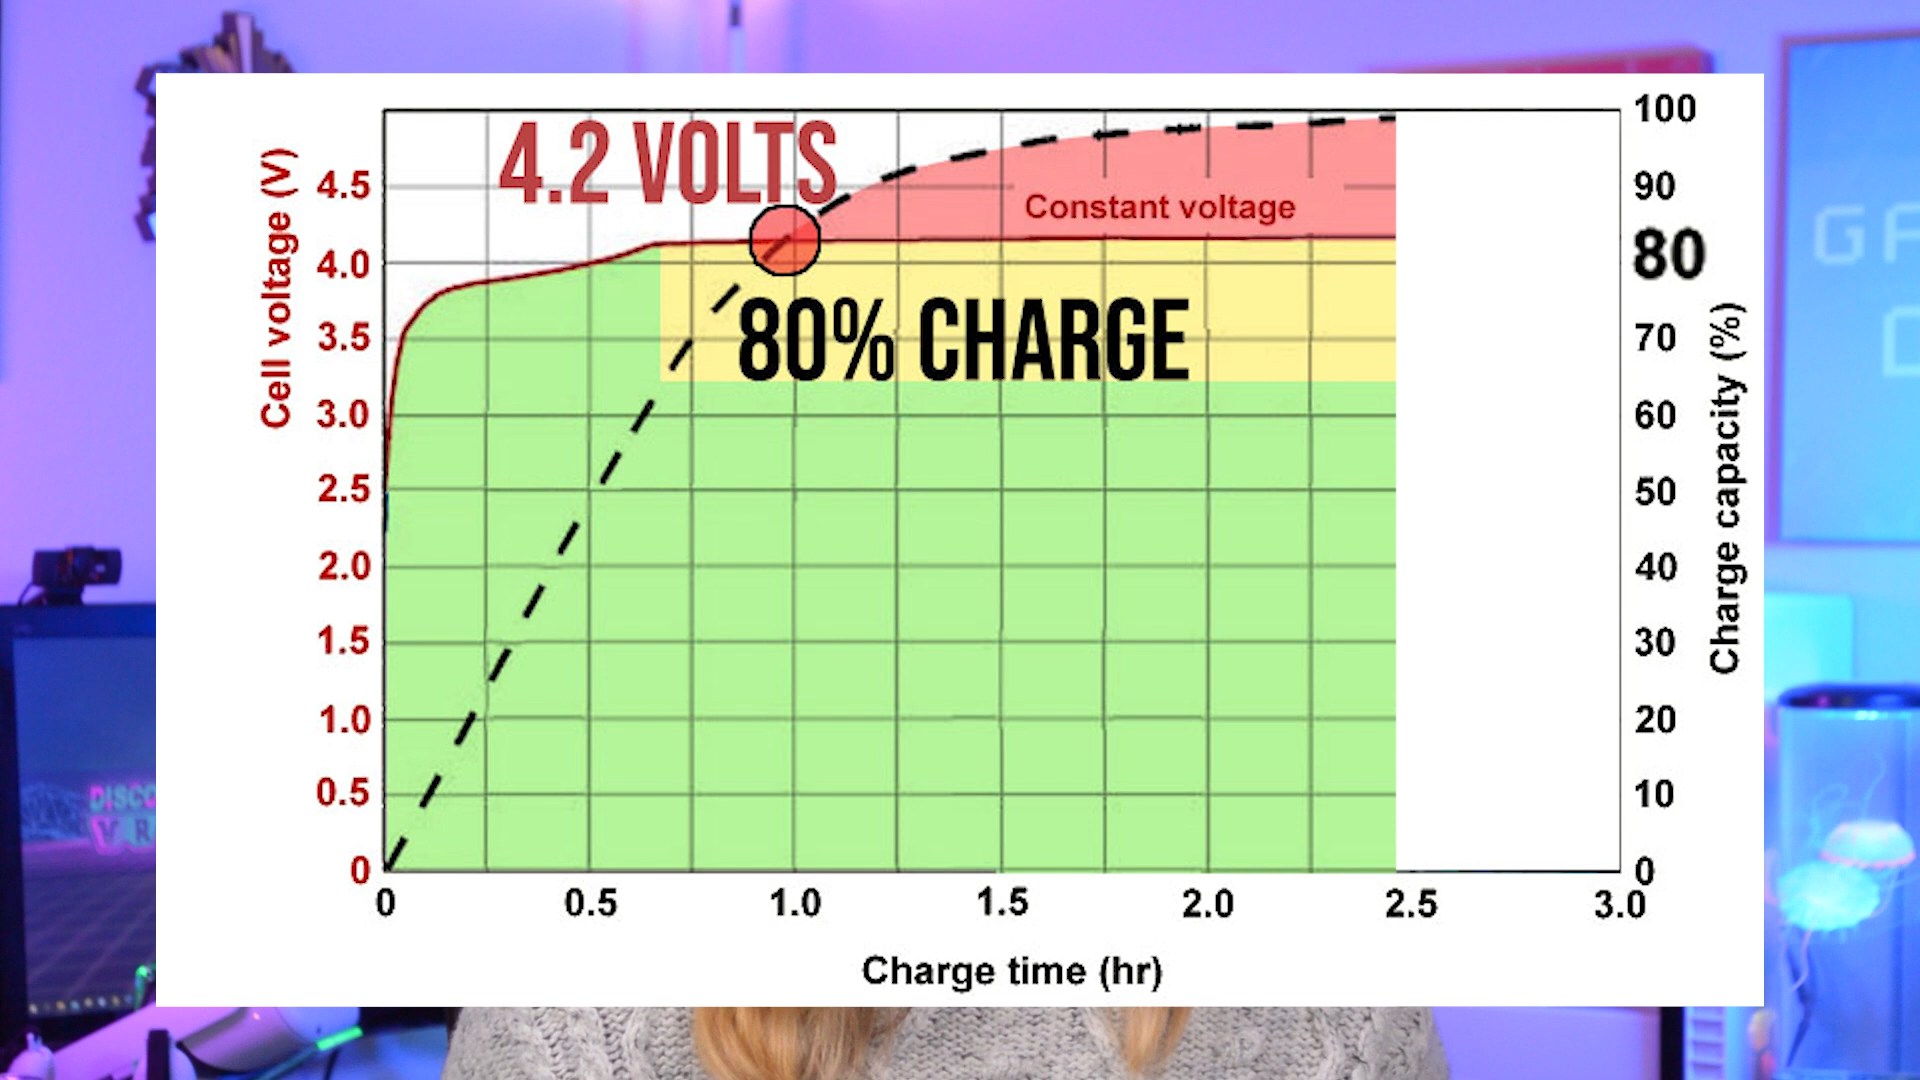 4.2 VOLTS
80% CHARGE
Constant voltage
Cell voltage (V)
4.5
4.0
3.5
3.0
2.5
2.0
1.5
1.0
0.5
0
100
90
80
70
60
50
40
30
20
10
0
Charge capacity (%)
0 0.5 1.0 1.5 2.0 2.5 3.0
Charge time (hr)
DISCO
VR
GA